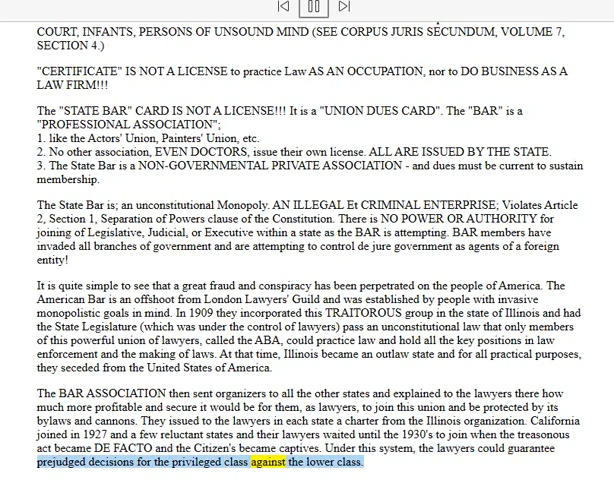 COURT, INFANTS, PERSONS OF UNSOUND MIND (SEE CORPUS JURIS SECUNDUM, VOLUME 7,
SECTION 4.)
"CERTIFICATE" IS NOT A LICENSE to practice Law AS AN OCCUPATION, nor to DO BUSINESS AS A
LAW FIRM!!!
The "STATE BAR" CARD IS NOT A LICENSE!!! It is a "UNION DUES CARD". The "BAR" is a
"PROFESSIONAL ASSOCIATION";
1. like the Actors' Union, Painters' Union, etc.
2. No other association, EVEN DOCTORS, issue their own license. ALL ARE ISSUED BY THE STATE.
3. The State Bar is a NON-GOVERNMENTAL PRIVATE ASSOCIATION - and dues must be current to sustain
membership.
The State Bar is; an unconstitutional Monopoly. AN ILLEGAL Et CRIMINAL ENTERPRISE; Violates Article
2, Section 1, Separation of Powers clause of the Constitution. There is NO POWER OR AUTHORITY for
joining of Legislative, Judicial, or Executive within a state as the BAR is attempting. BAR members have
invaded all branches of government and are attempting to control de jure government as agents of a foreign
entity!
It is quite simple to see that a great fraud and conspiracy has been perpetrated on the people of America. The
American Bar is an offshoot from London Lawyers' Guild and was established by people with invasive
monopolistic goals in mind. In 1909 they incorporated this TRAITOROUS group in the state of Illinois and had
the State Legislature (which was under the control of lawyers) pass an unconstitutional law that only members
of this powerful union of lawyers, called the ABA, could practice law and hold all the key positions in law
enforcement and the making of laws. At that time, Illinois became an outlaw state and for all practical purposes,
they seceded from the United States of America.
The BAR ASSOCIATION then sent organizers to all the other states and explained to the lawyers there how
much more profitable and secure it would be for them, as lawyers, to join this union and be protected by its
bylaws and cannons. They issued to the lawyers in each state a charter from the Illinois organization. California
joined in 1927 and a few reluctant states and their lawyers waited until the 1930's to join when the treasonous
act became DE FACTO and the Citizen's became captives. Under this system, the lawyers could guarantee
prejudged decisions for the privileged class against the lower class.